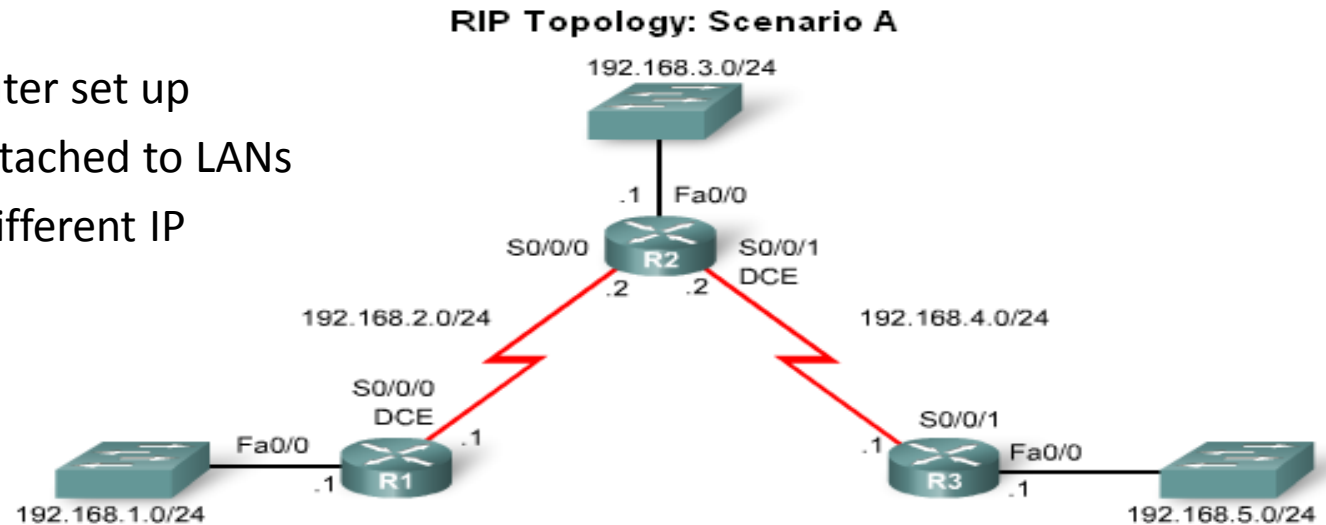 RIP Topology: Scenario A
192.168.3.0/24
ter set up
tached to LANs
ifferent IP
.1 Fa0/0
S0/0/0
R2
S0/0/1
DCE
.2 .2
192.168.2.0/24
192.168.4.0/24
S0/0/0
DCE
.1
Fa0/0
.1
R1
192.168.1.0/24
S0/0/1
.1
Fa0/0
R3
.1
192.168.5.0/24